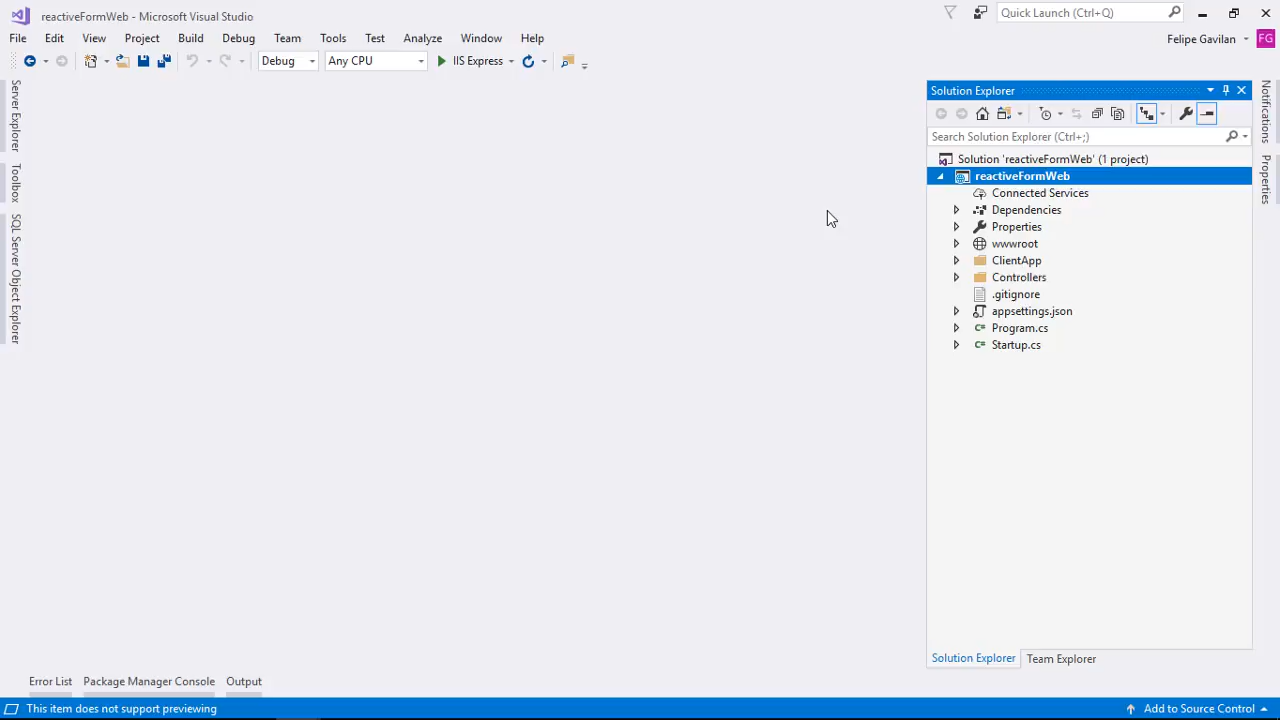 reactiveFormWeb - Microsoft Visual Studio
Quick Launch (Ctrl+Q)
File Edit View Project Build Debug Team Tools Test Analyze Window Help
Felipe Gavilan FG
Debug Any CPU IIS Express
Server Explorer
Toolbox
SQL Server Object Explorer
Solution Explorer
Search Solution Explorer (Ctrl+;)
Solution 'reactiveFormWeb' (1 project)
reactiveFormWeb
Connected Services
Dependencies
Properties
wwwroot
ClientApp
Controllers
.gitignore
appsettings.json
C# Program.cs
C# Startup.cs
Solution Explorer Team Explorer
Notifications
Properties
Error List Package Manager Console Output
This item does not support previewing
Add to Source Control